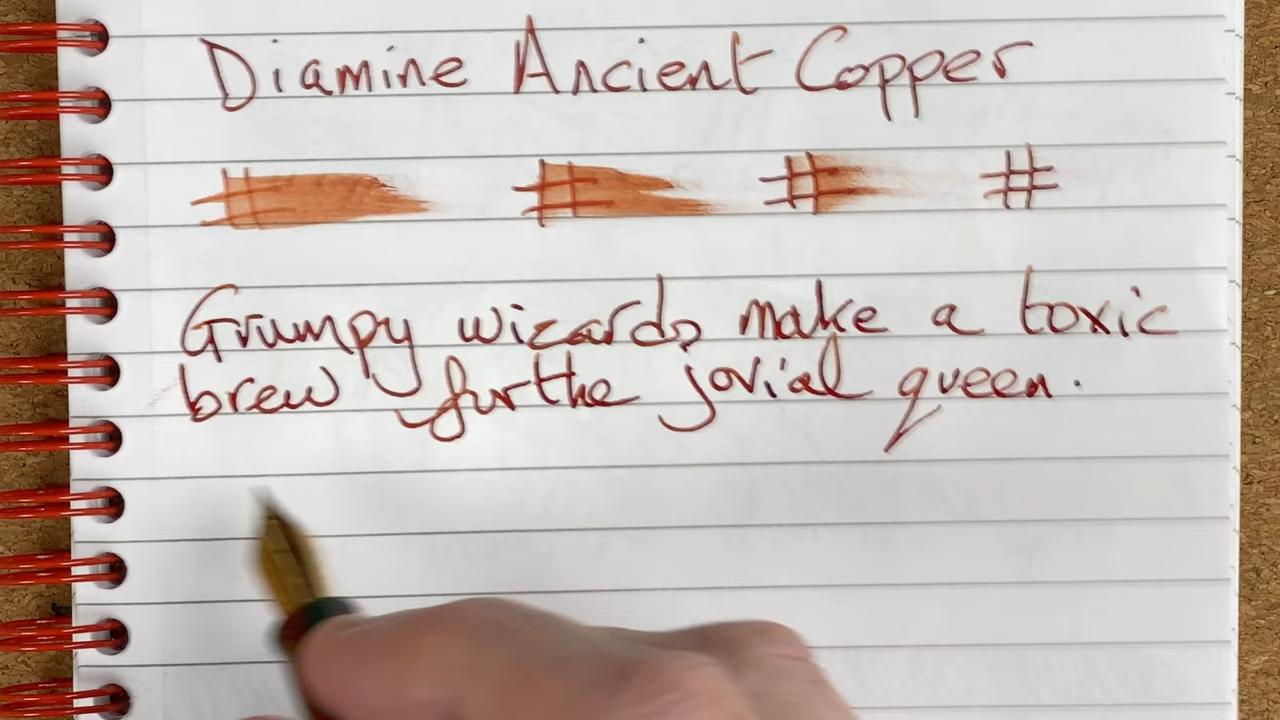 Diamine Ancient Copper
# # # #
Grumpy wizards make a toxic
brew for the jovial queen.